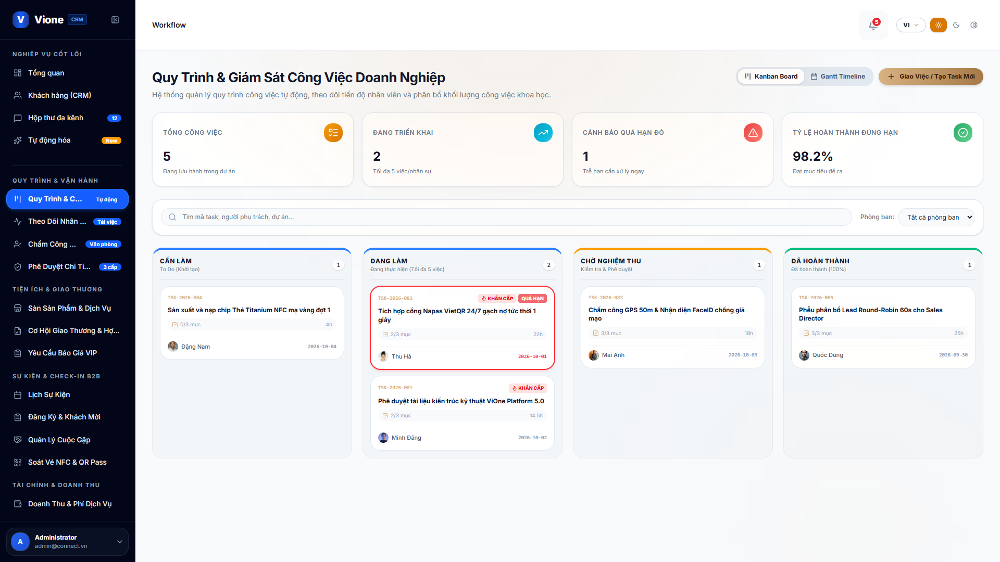 V Vione CRM
NGHIỆP VỤ CỐT LÕI
Tổng quan
Khách hàng (CRM)
Hộp thư đa kênh 12
Tự động hóa New
QUY TRÌNH & VẬN HÀNH
Quy Trình & C... Tự động
Theo Dõi Nhân ... Tải việc
Chấm Công ... Văn phòng
Phê Duyệt Chi Ti... 3 cấp
TIỆN ÍCH & GIAO THƯƠNG
Sàn Sản Phẩm & Dịch Vụ
Cơ Hội Giao Thương & Hợ...
Yêu Cầu Báo Giá VIP
SỰ KIỆN & CHECK-IN B2B
Lịch Sự Kiện
Đăng Ký & Khách Mời
Quản Lý Cuộc Gặp
Soát Vé NFC & QR Pass
TÀI CHÍNH & DOANH THU
Doanh Thu & Phí Dịch Vụ
A Administrator
admin@connect.vn
Workflow
5
VI
Quy Trình & Giám Sát Công Việc Doanh Nghiệp
Hệ thống quản lý quy trình công việc tự động, theo dõi tiến độ nhân viên và phân bổ khối lượng công việc khoa học.
Kanban Board
Gantt Timeline
Giao Việc / Tạo Task Mới
TỔNG CÔNG VIỆC
5
Đang lưu hành trong dự án
ĐANG TRIỂN KHAI
2
Tối đa 5 việc/nhân sự
CẢNH BÁO QUÁ HẠN ĐỎ
1
Trễ hạn cần xử lý ngay
TỶ LỆ HOÀN THÀNH ĐÚNG HẠN
98.2%
Đạt mục tiêu đề ra
Tìm mã task, người phụ trách, dự án...
Phòng ban: Tất cả phòng ban
CẦN LÀM
To Do (Khởi tạo)
1
TSK-2026-084
Sản xuất và nạp chip Thẻ Titanium NFC mạ vàng đợt 1
0/3 mục 4h
Đặng Nam 2026-10-04
ĐANG LÀM
Đang thực hiện (Tối đa 5 việc)
2
TSK-2026-082 KHẨN CẤP QUÁ HẠN
Tích hợp cổng Napas VietQR 24/7 gạch nợ tức thời 1
giây
2/3 mục 22h
Thu Hà 2026-10-01
TSK-2026-081 KHẨN CẤP
Phê duyệt tài liệu kiến trúc kỹ thuật ViOne Platform 5.0
2/3 mục 14.5h
Minh Đăng 2026-10-02
CHỜ NGHIỆM THU
Kiểm tra & Phê duyệt
1
TSK-2026-083
Chấm công GPS 50m & Nhận diện FaceID chống giả
mạo
3/3 mục 18h
Mai Anh 2026-10-03
ĐÃ HOÀN THÀNH
Đã hoàn thành (100%)
1
TSK-2026-085
Phễu phân bổ Lead Round-Robin 60s cho Sales
Director
3/3 mục 25h
Quốc Dũng 2026-09-30